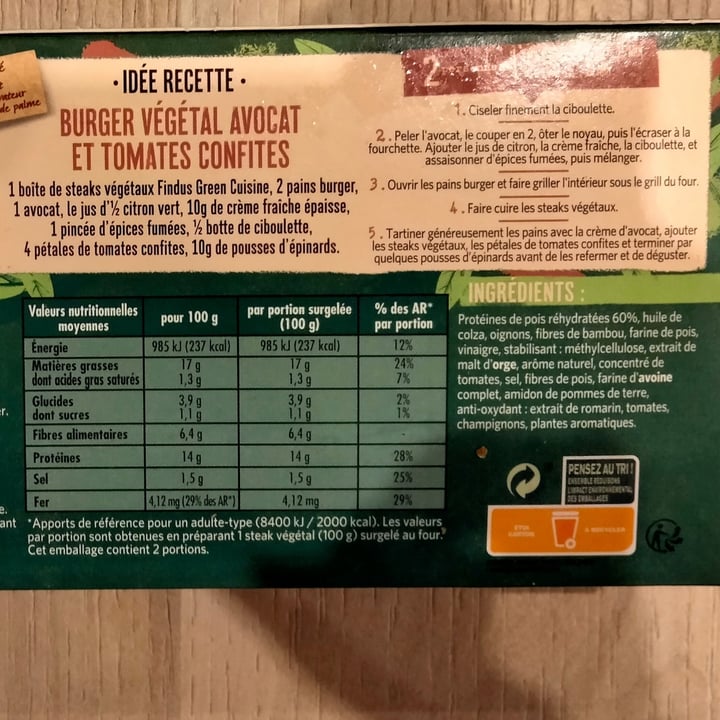 de palme
• IDÉE RECETTE •
BURGER VÉGÉTAL AVOCAT
ET TOMATES CONFITES
1 boîte de steaks végétaux Findus Green Cuisine, 2 pains burger,
1 avocat, le jus d'½ citron vert, 10g de crème fraîche épaisse,
1 pincée d'épices fumées, ½ botte de ciboulette,
4 pétales de tomates confites, 10g de pousses d'épinards.
2
1. Ciseler finement la ciboulette.
2. Peler l'avocat, le couper en 2, ôter le noyau, puis l'écraser à la
fourchette. Ajouter le jus de citron, la crème fraîche, la ciboulette, et
assaisonner d'épices fumées, puis mélanger.
3. Ouvrir les pains burger et faire griller l'intérieur sous le grill du four.
4. Faire cuire les steaks végétaux.
5. Tartiner généreusement les pains avec la crème d'avocat, ajouter
les steaks végétaux, les pétales de tomates confites et terminer par
quelques pousses d'épinards avant de les refermer et de déguster.
Valeurs nutritionnelles moyennes pour 100 g par portion surgelée (100 g) % des AR* par portion
Énergie 985 kJ (237 kcal) 985 kJ (237 kcal) 12%
Matières grasses 17 g 17 g 24%
dont acides gras saturés 1,3 g 1,3 g 7%
Glucides 3,9 g 3,9 g 2%
dont sucres 1,1 g 1,1 g 1%
Fibres alimentaires 6,4 g 6,4 g -
Protéines 14 g 14 g 28%
Sel 1,5 g 1,5 g 25%
Fer 4,12 mg (29% des AR*) 4,12 mg 29%
*Apports de référence pour un adulte-type (8400 kJ / 2000 kcal). Les valeurs
par portion sont obtenues en préparant 1 steak végétal (100 g) surgelé au four.
Cet emballage contient 2 portions.
INGRÉDIENTS :
Protéines de pois réhydratées 60%, huile de
colza, oignons, fibres de bambou, farine de pois,
vinaigre, stabilisant : méthylcellulose, extrait de
malt d'orge, arôme naturel, concentré de
tomates, sel, fibres de pois, farine d'avoine
complet, amidon de pommes de terre,
anti-oxydant : extrait de romarin, tomates,
champignons, plantes aromatiques.
PENSEZ AU TRI !
ENSEMBLE RÉDUISONS
L'IMPACT ENVIRONNEMENTAL
DES EMBALLAGES
ÉTUI
CARTON
À RECYCLER